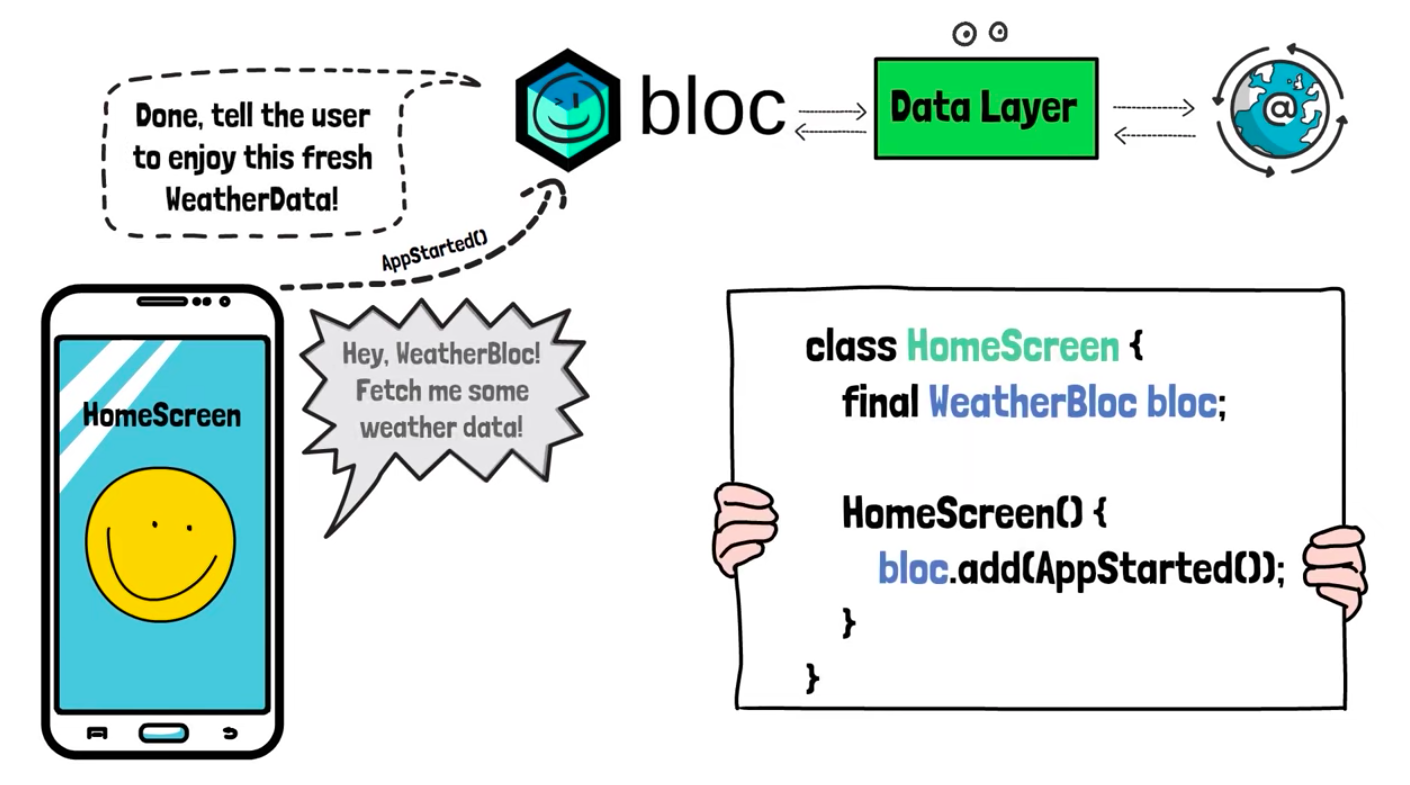 Done, tell the user
to enjoy this fresh
WeatherData!
bloc
Data Layer
@
AppStarted()
Hey, WeatherBloc!
Fetch me some
weather data!
HomeScreen
class HomeScreen {
final WeatherBloc bloc;
HomeScreen() {
bloc.add(AppStarted());
}
}